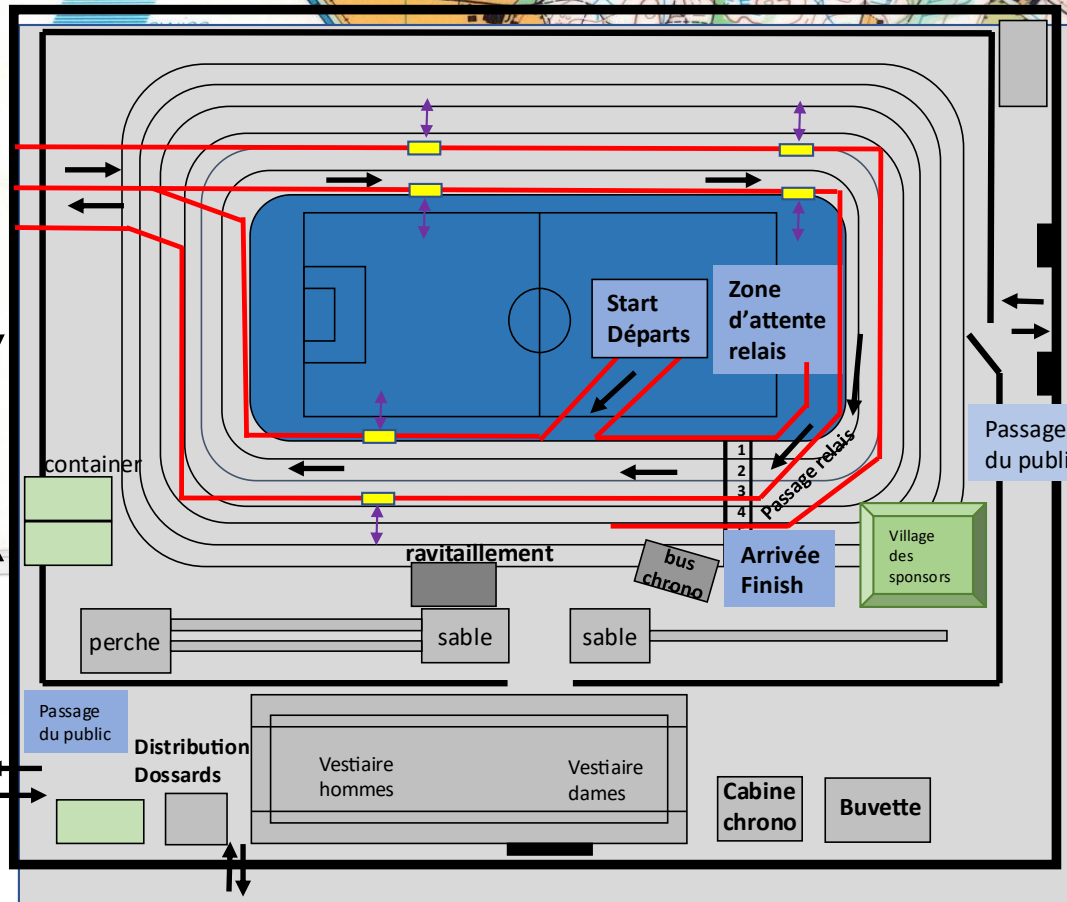 Start
Départs
Zone
d'attente
relais
Passage
du public
1
2
3
4
Passage relais
container
ravitaillement
bus
chrono
Arrivée
Finish
Village
des
sponsors
perche
sable
sable
Passage
du public
Distribution
Dossards
Vestiaire
hommes
Vestiaire
dames
Cabine
chrono
Buvette